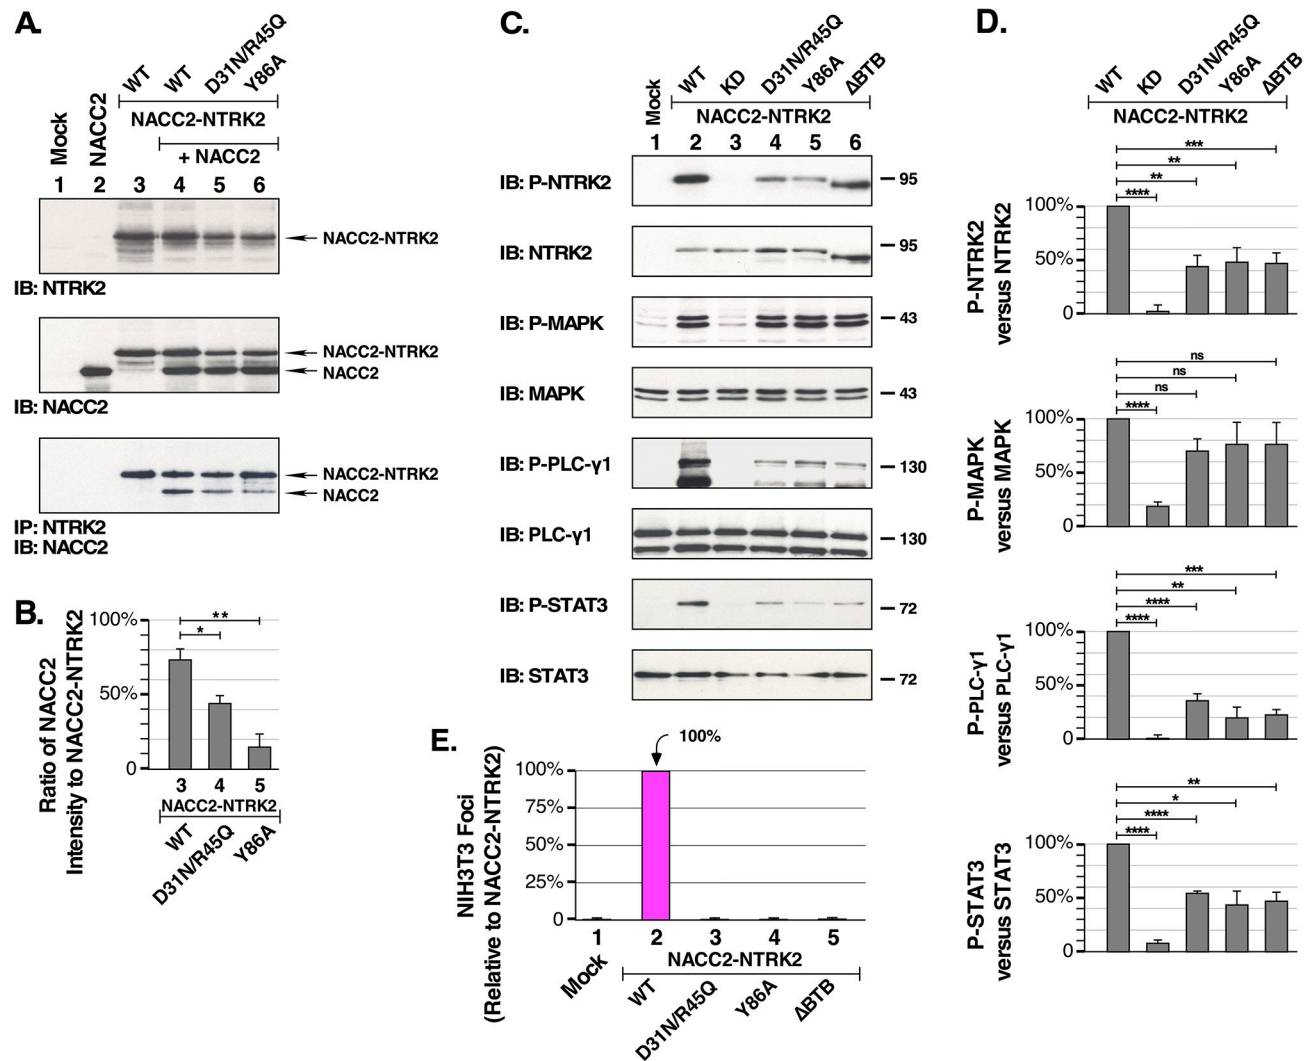 A.
Mock
NACC2
WT
WT
D31N/R45Q
Y86A
NACC2-NTRK2
+ NACC2
1 2 3 4 5 6
NACC2-NTRK2
IB: NTRK2
NACC2-NTRK2
NACC2
IB: NACC2
NACC2-NTRK2
NACC2
IP: NTRK2
IB: NACC2
B.
Ratio of NACC2
Intensity to NACC2-NTRK2
100%
50%
0
**
*
3 4 5
NACC2-NTRK2
WT
D31N/R45Q
Y86A
C.
Mock
WT
KD
D31N/R45Q
Y86A
ΔBTB
NACC2-NTRK2
1 2 3 4 5 6
IB: P-NTRK2
95
IB: NTRK2
95
IB: P-MAPK
43
IB: MAPK
43
IB: P-PLC-γ1
130
IB: PLC-γ1
130
IB: P-STAT3
72
IB: STAT3
72
D.
WT
KD
D31N/R45Q
Y86A
ΔBTB
NACC2-NTRK2
***
**
**
****
P-NTRK2
versus NTRK2
100%
50%
0
ns
ns
ns
****
P-MAPK
versus MAPK
100%
50%
0
***
**
****
****
P-PLC-γ1
versus PLC-γ1
100%
50%
0
**
*
****
****
P-STAT3
versus STAT3
100%
50%
0
E.
NIH3T3 Foci
(Relative to NACC2-NTRK2)
100%
100%
75%
50%
25%
0
1 2 3 4 5
NACC2-NTRK2
Mock
WT
D31N/R45Q
Y86A
ΔBTB